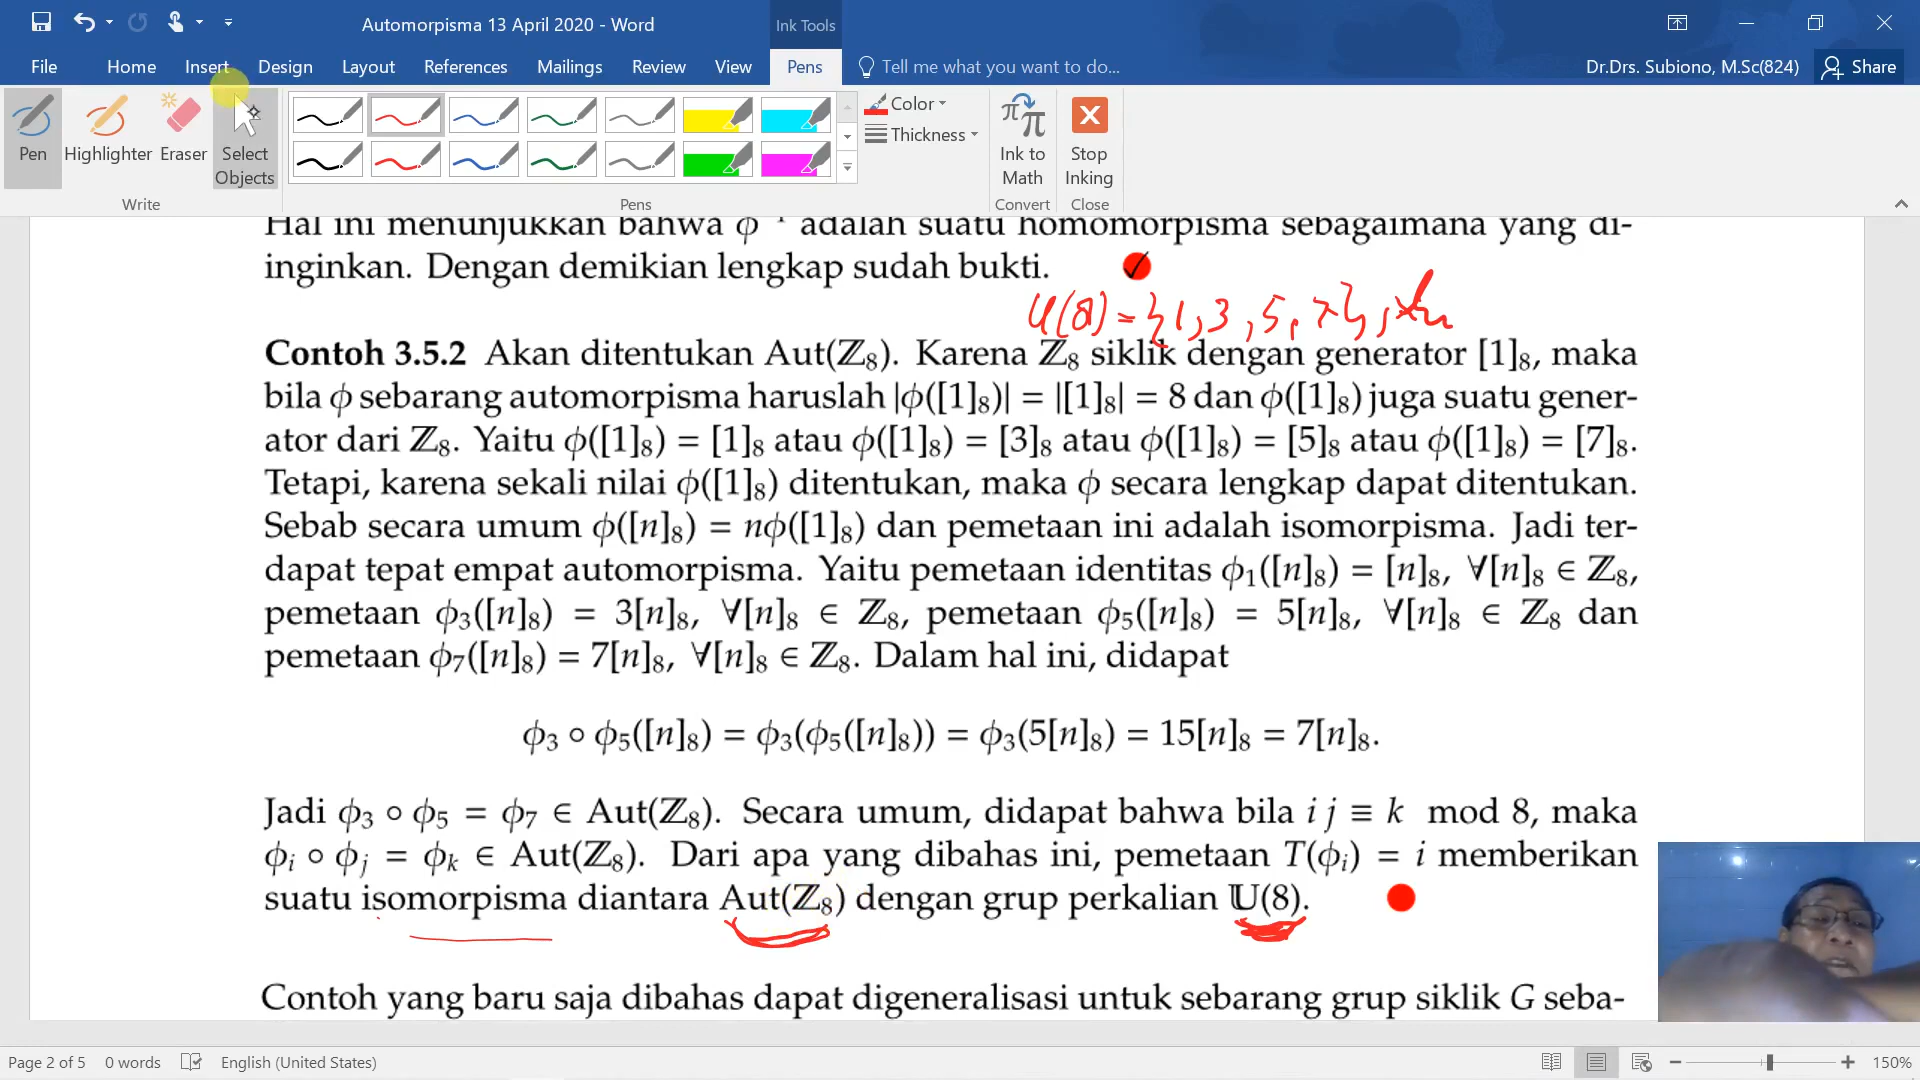 Automorpisma 13 April 2020 - Word
Ink Tools
File Home Insert Design Layout References Mailings Review View Pens Tell me what you want to do... Dr.Drs. Subiono, M.Sc(824) Share
Pen Highlighter Eraser Select Objects
Color
Thickness
Ink to Math
Stop Inking
Write Pens Convert Close
Hal ini menunjukkan bahwa ϕ⁻¹ adalah suatu homomorpisma sebagaimana yang di-
inginkan. Dengan demikian lengkap sudah bukti.
U(8) = {1, 3, 5, 7},
Contoh 3.5.2 Akan ditentukan Aut(ℤ₈). Karena ℤ₈ siklik dengan generator [1]₈, maka
bila ϕ sebarang automorpisma haruslah |ϕ([1]₈)| = |[1]₈| = 8 dan ϕ([1]₈) juga suatu gener-
ator dari ℤ₈. Yaitu ϕ([1]₈) = [1]₈ atau ϕ([1]₈) = [3]₈ atau ϕ([1]₈) = [5]₈ atau ϕ([1]₈) = [7]₈.
Tetapi, karena sekali nilai ϕ([1]₈) ditentukan, maka ϕ secara lengkap dapat ditentukan.
Sebab secara umum ϕ([n]₈) = nϕ([1]₈) dan pemetaan ini adalah isomorpisma. Jadi ter-
dapat tepat empat automorpisma. Yaitu pemetaan identitas ϕ₁([n]₈) = [n]₈, ∀[n]₈ ∈ ℤ₈,
pemetaan ϕ₃([n]₈) = 3[n]₈, ∀[n]₈ ∈ ℤ₈, pemetaan ϕ₅([n]₈) = 5[n]₈, ∀[n]₈ ∈ ℤ₈ dan
pemetaan ϕ₇([n]₈) = 7[n]₈, ∀[n]₈ ∈ ℤ₈. Dalam hal ini, didapat
ϕ₃ ∘ ϕ₅([n]₈) = ϕ₃(ϕ₅([n]₈)) = ϕ₃(5[n]₈) = 15[n]₈ = 7[n]₈.
Jadi ϕ₃ ∘ ϕ₅ = ϕ₇ ∈ Aut(ℤ₈). Secara umum, didapat bahwa bila i j ≡ k mod 8, maka
ϕᵢ ∘ ϕⱼ = ϕₖ ∈ Aut(ℤ₈). Dari apa yang dibahas ini, pemetaan T(ϕᵢ) = i memberikan
suatu isomorpisma diantara Aut(ℤ₈) dengan grup perkalian 𝕌(8).
Contoh yang baru saja dibahas dapat digeneralisasi untuk sebarang grup siklik G seba-
Page 2 of 5 0 words English (United States) 150%